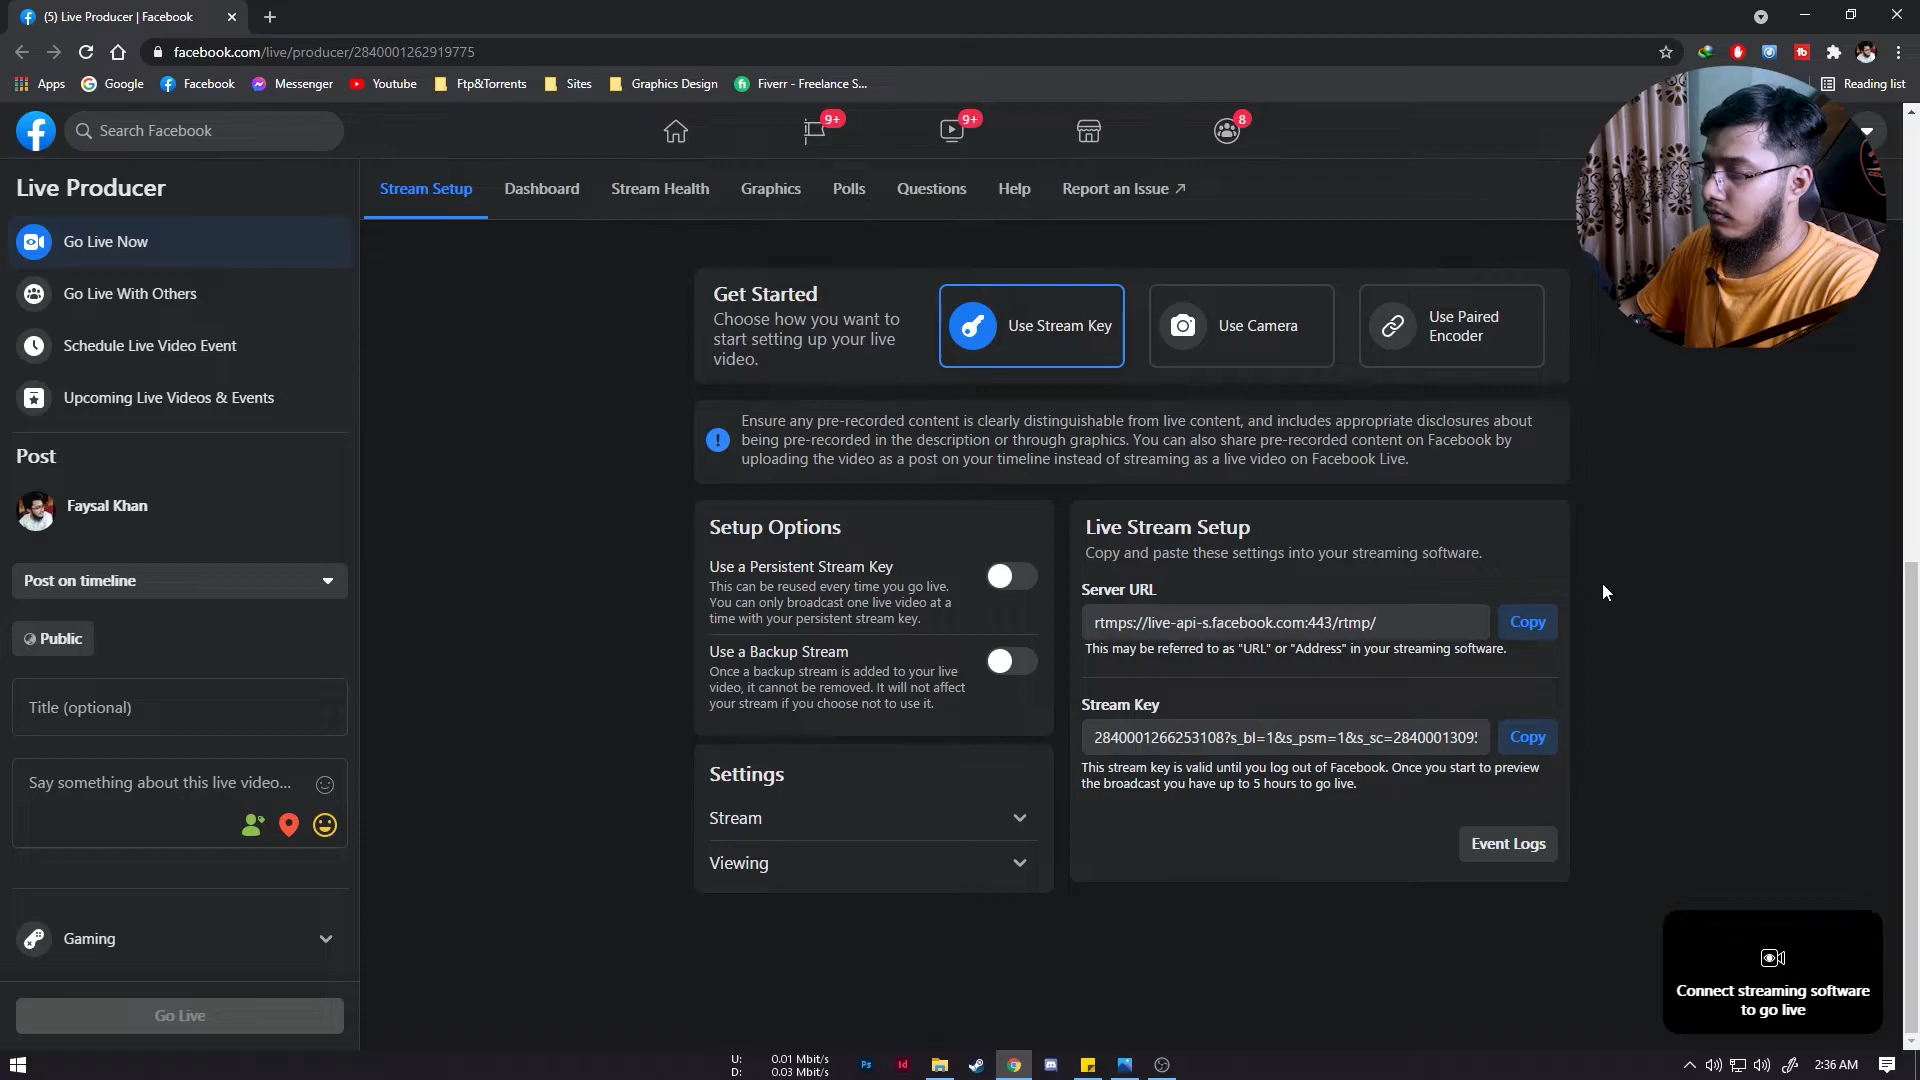 (5) Live Producer | Facebook
facebook.com/live/producer/2840001262919775
Apps
Google
Facebook
Messenger
Youtube
Ftp&Torrents
Sites
Graphics Design
Fiverr - Freelance S...
Reading list
Search Facebook
9+
9+
8
Live Producer
Go Live Now
Go Live With Others
Schedule Live Video Event
Upcoming Live Videos & Events
Post
Faysal Khan
Post on timeline
Public
Title (optional)
Say something about this live video...
Gaming
Go Live
Stream Setup
Dashboard
Stream Health
Graphics
Polls
Questions
Help
Report an Issue
Get Started
Choose how you want to
start setting up your live
video.
Use Stream Key
Use Camera
Use Paired
Encoder
Ensure any pre-recorded content is clearly distinguishable from live content, and includes appropriate disclosures about
being pre-recorded in the description or through graphics. You can also share pre-recorded content on Facebook by
uploading the video as a post on your timeline instead of streaming as a live video on Facebook Live.
Setup Options
Use a Persistent Stream Key
This can be reused every time you go live.
You can only broadcast one live video at a
time with your persistent stream key.
Use a Backup Stream
Once a backup stream is added to your live
video, it cannot be removed. It will not affect
your stream if you choose not to use it.
Settings
Stream
Viewing
Live Stream Setup
Copy and paste these settings into your streaming software.
Server URL
rtmps://live-api-s.facebook.com:443/rtmp/
Copy
This may be referred to as "URL" or "Address" in your streaming software.
Stream Key
2840001266253108?s_bl=1&s_psm=1&s_sc=2840001309
Copy
This stream key is valid until you log out of Facebook. Once you start to preview
the broadcast you have up to 5 hours to go live.
Event Logs
Connect streaming software
to go live
U: 0.01 Mbit/s
D: 0.03 Mbit/s
Ps
Id
2:36 AM